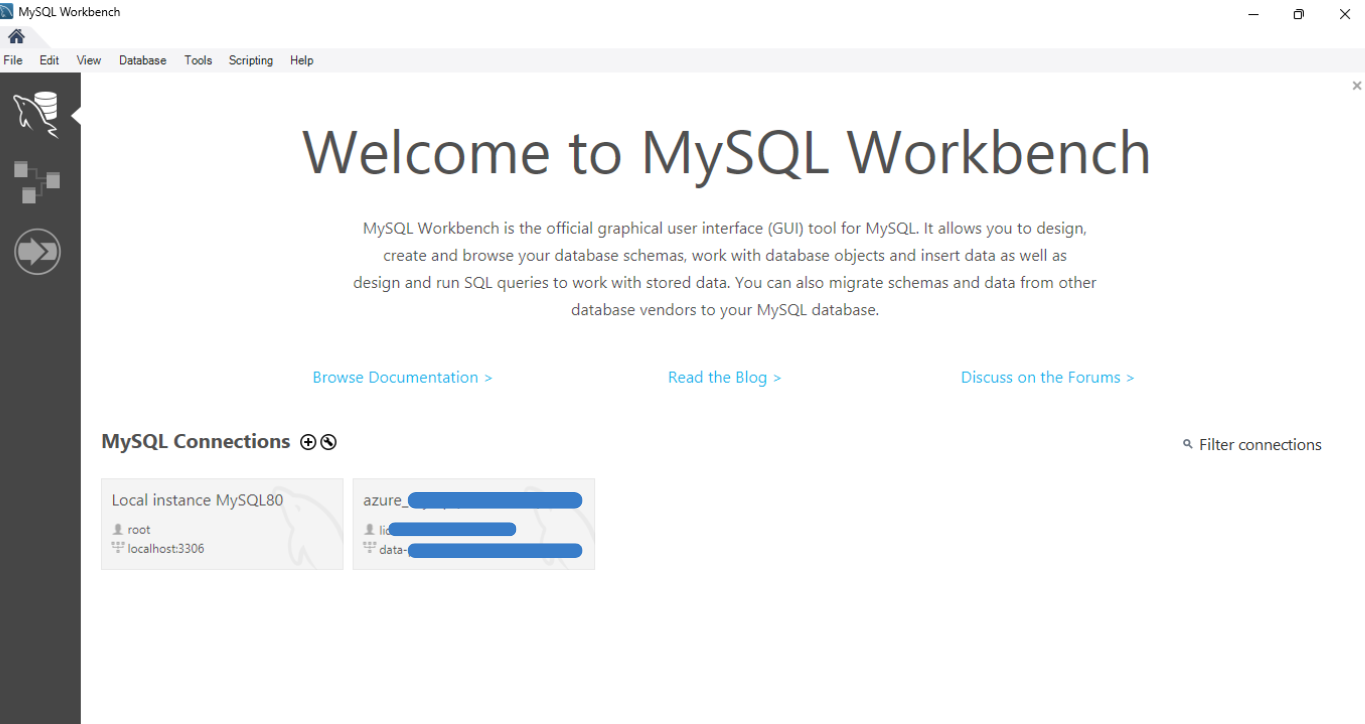 MySQL Workbench
File Edit View Database Tools Scripting Help
Welcome to MySQL Workbench
MySQL Workbench is the official graphical user interface (GUI) tool for MySQL. It allows you to design,
create and browse your database schemas, work with database objects and insert data as well as
design and run SQL queries to work with stored data. You can also migrate schemas and data from other
database vendors to your MySQL database.
Browse Documentation > Read the Blog > Discuss on the Forums >
MySQL Connections
Filter connections
Local instance MySQL80
root
localhost:3306
azure_
data-